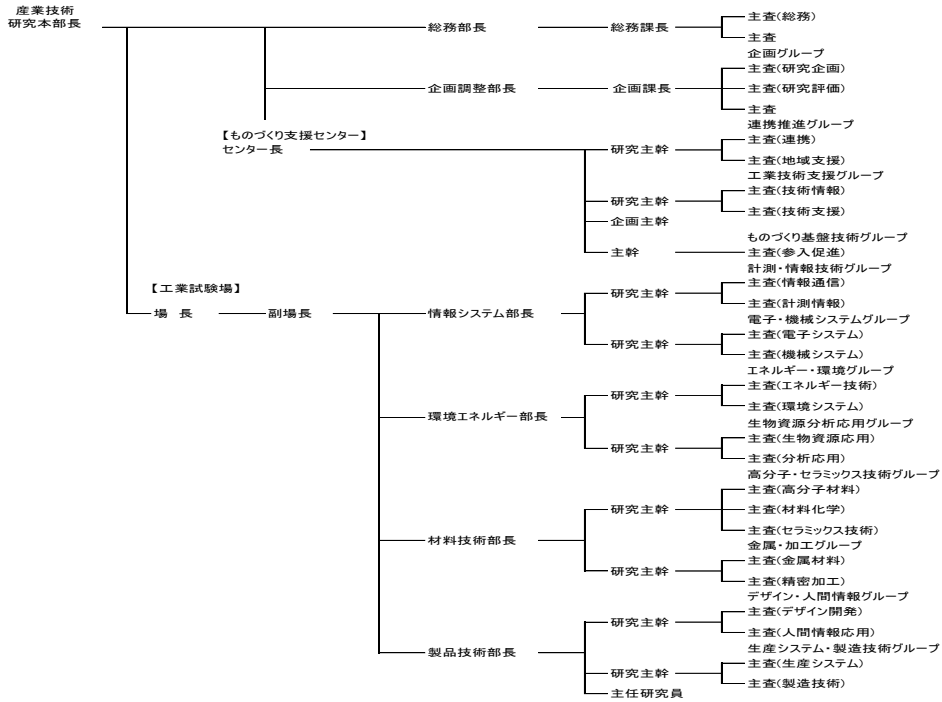 産業技術
研究本部長
総務部長
総務課長
主査(総務)
主査
企画グループ
企画調整部長
企画課長
主査(研究企画)
主査(研究評価)
主査
連携推進グループ
【ものづくり支援センター】
センター長
研究主幹
主査(連携)
主査(地域支援)
工業技術支援グループ
研究主幹
主査(技術情報)
主査(技術支援)
企画主幹
ものづくり基盤技術グループ
主幹
主査(参入促進)
計測・情報技術グループ
【工業試験場】
場 長
副場長
情報システム部長
研究主幹
主査(情報通信)
主査(計測情報)
電子・機械システムグループ
研究主幹
主査(電子システム)
主査(機械システム)
エネルギー・環境グループ
環境エネルギー部長
研究主幹
主査(エネルギー技術)
主査(環境システム)
生物資源分析応用グループ
研究主幹
主査(生物資源応用)
主査(分析応用)
高分子・セラミックス技術グループ
材料技術部長
研究主幹
主査(高分子材料)
主査(材料化学)
主査(セラミックス技術)
金属・加工グループ
研究主幹
主査(金属材料)
主査(精密加工)
デザイン・人間情報グループ
製品技術部長
研究主幹
主査(デザイン開発)
主査(人間情報応用)
生産システム・製造技術グループ
研究主幹
主査(生産システム)
主査(製造技術)
主任研究員